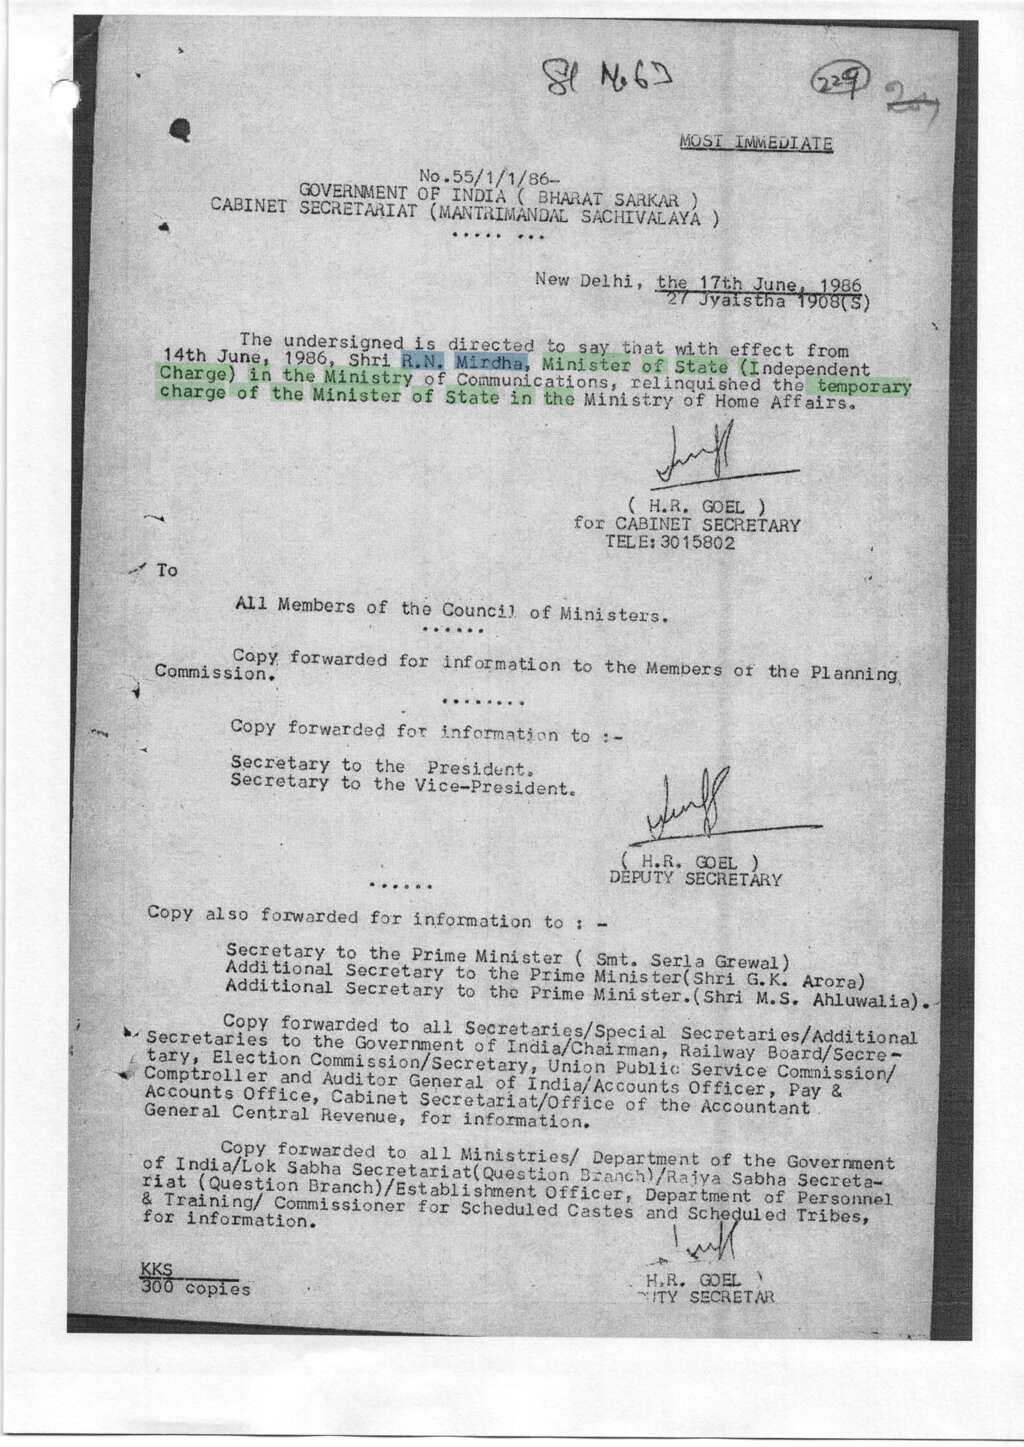 Sl No 63
229
MOST IMMEDIATE
No.55/1/1/86-
GOVERNMENT OF INDIA ( BHARAT SARKAR )
CABINET SECRETARIAT (MANTRIMANDAL SACHIVALAYA )
..... ...
New Delhi, the 17th June, 1986
27 Jyaistha 1908(S)
The undersigned is directed to say that with effect from
14th June, 1986, Shri R.N. Mirdha, Minister of State (Independent
Charge) in the Ministry of Communications, relinquished the temporary
charge of the Minister of State in the Ministry of Home Affairs.
( H.R. GOEL )
for CABINET SECRETARY
TELE:3015802
To
All Members of the Council of Ministers.
......
Copy forwarded for information to the Members of the Planning
Commission.
........
Copy forwarded for information to :-
Secretary to the President.
Secretary to the Vice-President.
( H.R. GOEL )
DEPUTY SECRETARY
......
Copy also forwarded for information to : -
Secretary to the Prime Minister ( Smt. Serla Grewal)
Additional Secretary to the Prime Minister(Shri G.K. Arora)
Additional Secretary to the Prime Minister.(Shri M.S. Ahluwalia).
Copy forwarded to all Secretaries/Special Secretaries/Additional
Secretaries to the Government of India/Chairman, Railway Board/Secre-
tary, Election Commission/Secretary, Union Public Service Commission/
Comptroller and Auditor General of India/Accounts Officer, Pay &
Accounts Office, Cabinet Secretariat/Office of the Accountant
General Central Revenue, for information.
Copy forwarded to all Ministries/ Department of the Government
of India/Lok Sabha Secretariat(Question Branch)/Rajya Sabha Secreta-
riat (Question Branch)/Establishment Officer, Department of Personnel
& Training/ Commissioner for Scheduled Castes and Scheduled Tribes,
for information.
KKS
300 copies
H.R. GOEL )
UTY SECRETAR